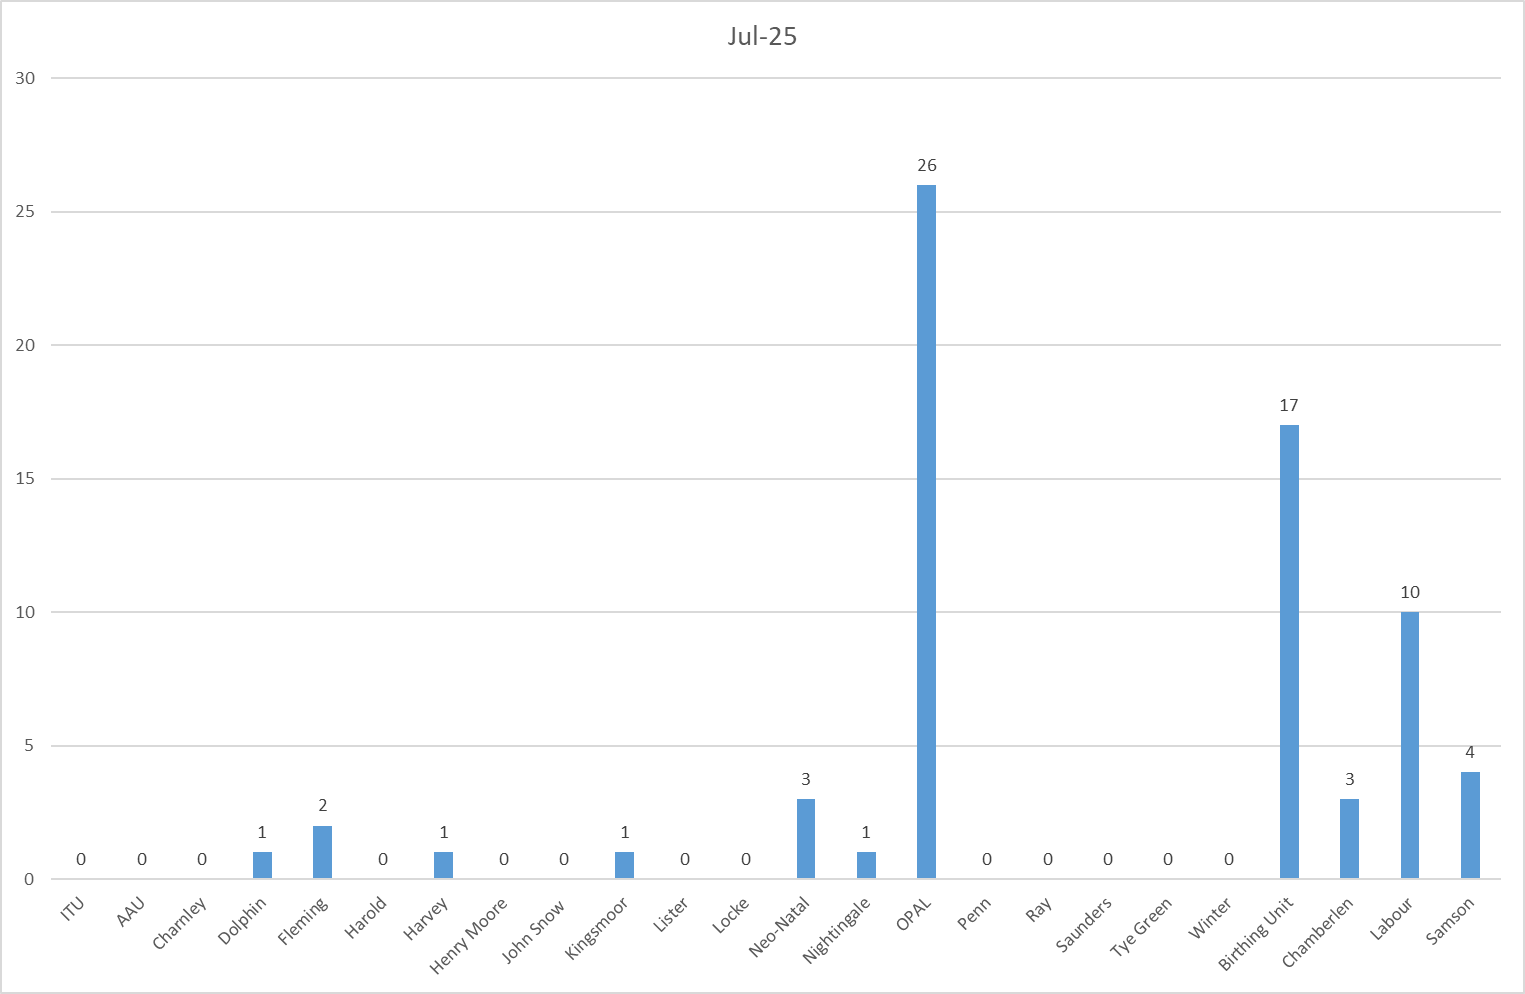 Jul-25
30
25
20
15
10
5
0
0 0 0 1 2 0 1 0 0 1 0 0 3 1 26 0 0 0 0 0 17 3 10 4
ITU AAU Charnley Dolphin Fleming Harold Harvey Henry Moore John Snow Kingsmoor Lister Locke Neo-Natal Nightingale OPAL Penn Ray Saunders Tye Green Winter Birthing Unit Chamberlen Labour Samson